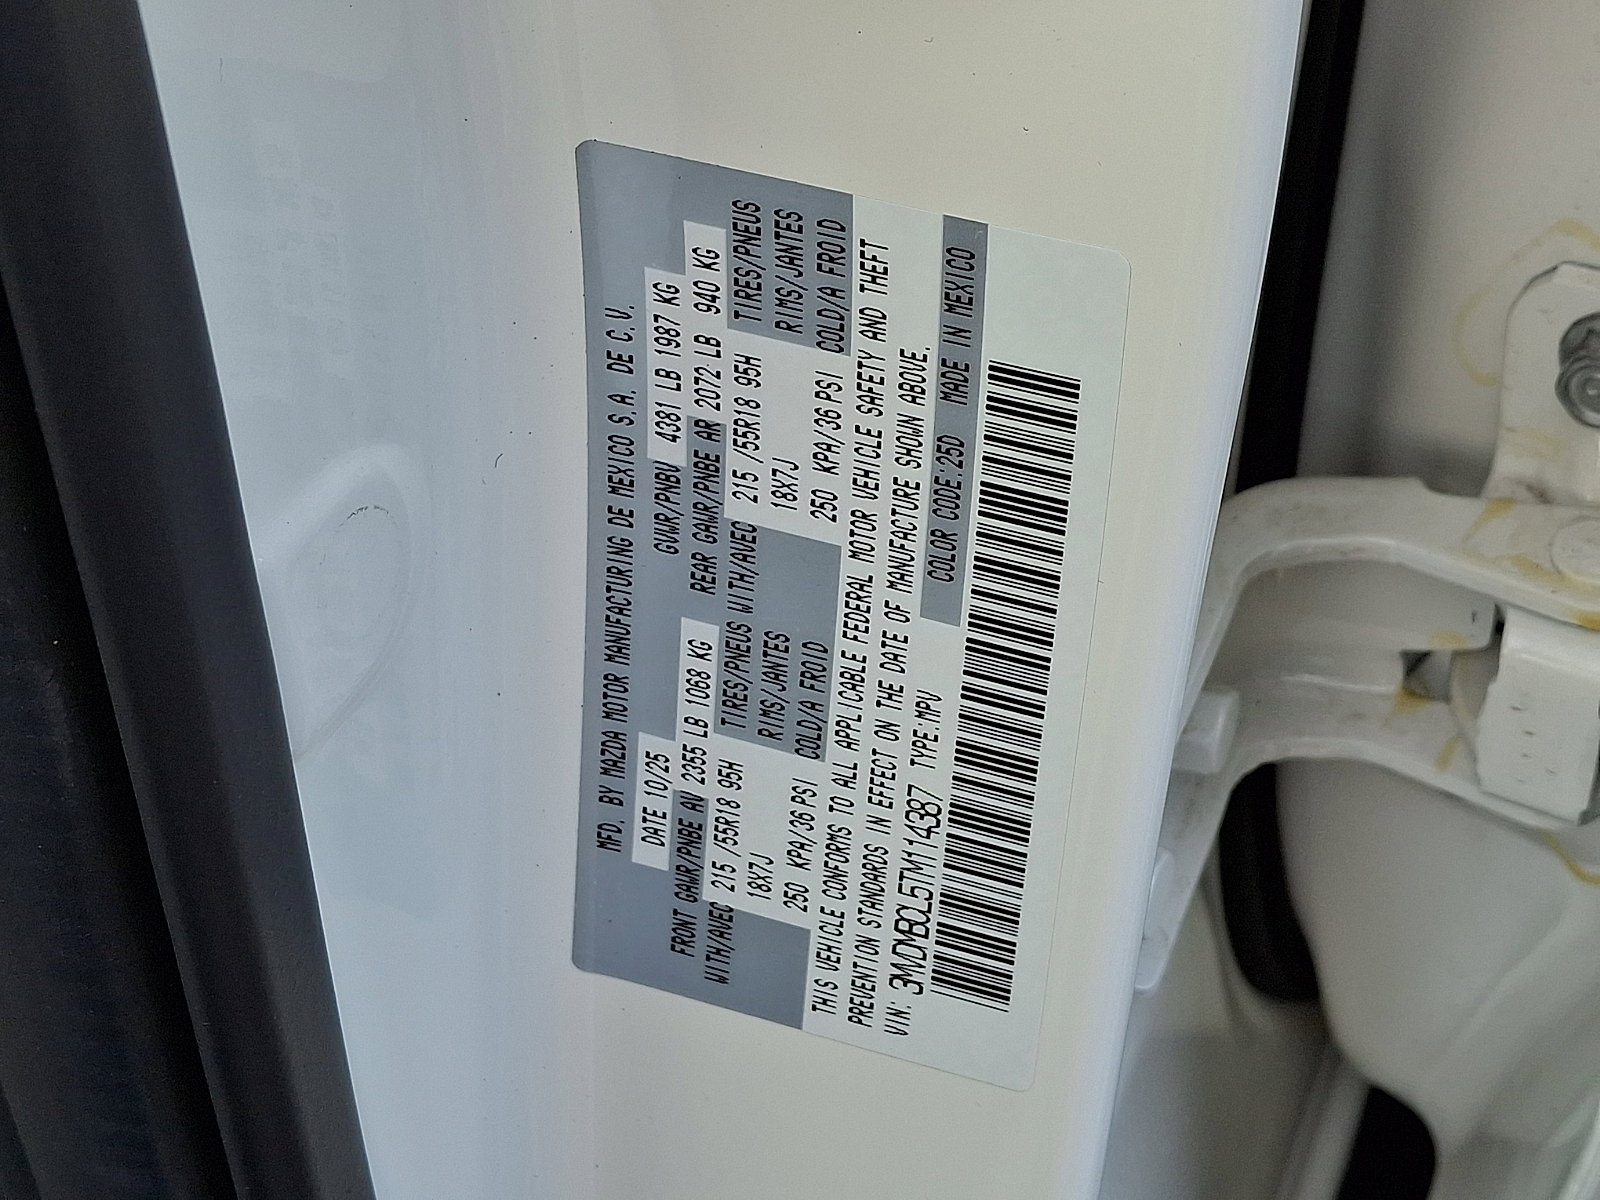 MFD. BY MAZDA MOTOR MANUFACTURING DE MEXICO S.A. DE C.V.
DATE 10/25 GVWR/PNBV 4381 LB 1987 KG
FRONT GAWR/PNBE AV 2355 LB 1068 KG REAR GAWR/PNBE AR 2072 LB 940 KG
WITH/AVEC 215 /55R18 95H TIRES/PNEUS WITH/AVEC 215 /55R18 95H TIRES/PNEUS
18X7J RIMS/JANTES 18X7J RIMS/JANTES
250 KPA/36 PSI COLD/A FROID 250 KPA/36 PSI COLD/A FROID
THIS VEHICLE CONFORMS TO ALL APPLICABLE FEDERAL MOTOR VEHICLE SAFETY AND THEFT
PREVENTION STANDARDS IN EFFECT ON THE DATE OF MANUFACTURE SHOWN ABOVE.
VIN: 3MVDMBCL5TM114387 TYPE:MPV COLOR CODE:25D MADE IN MEXICO